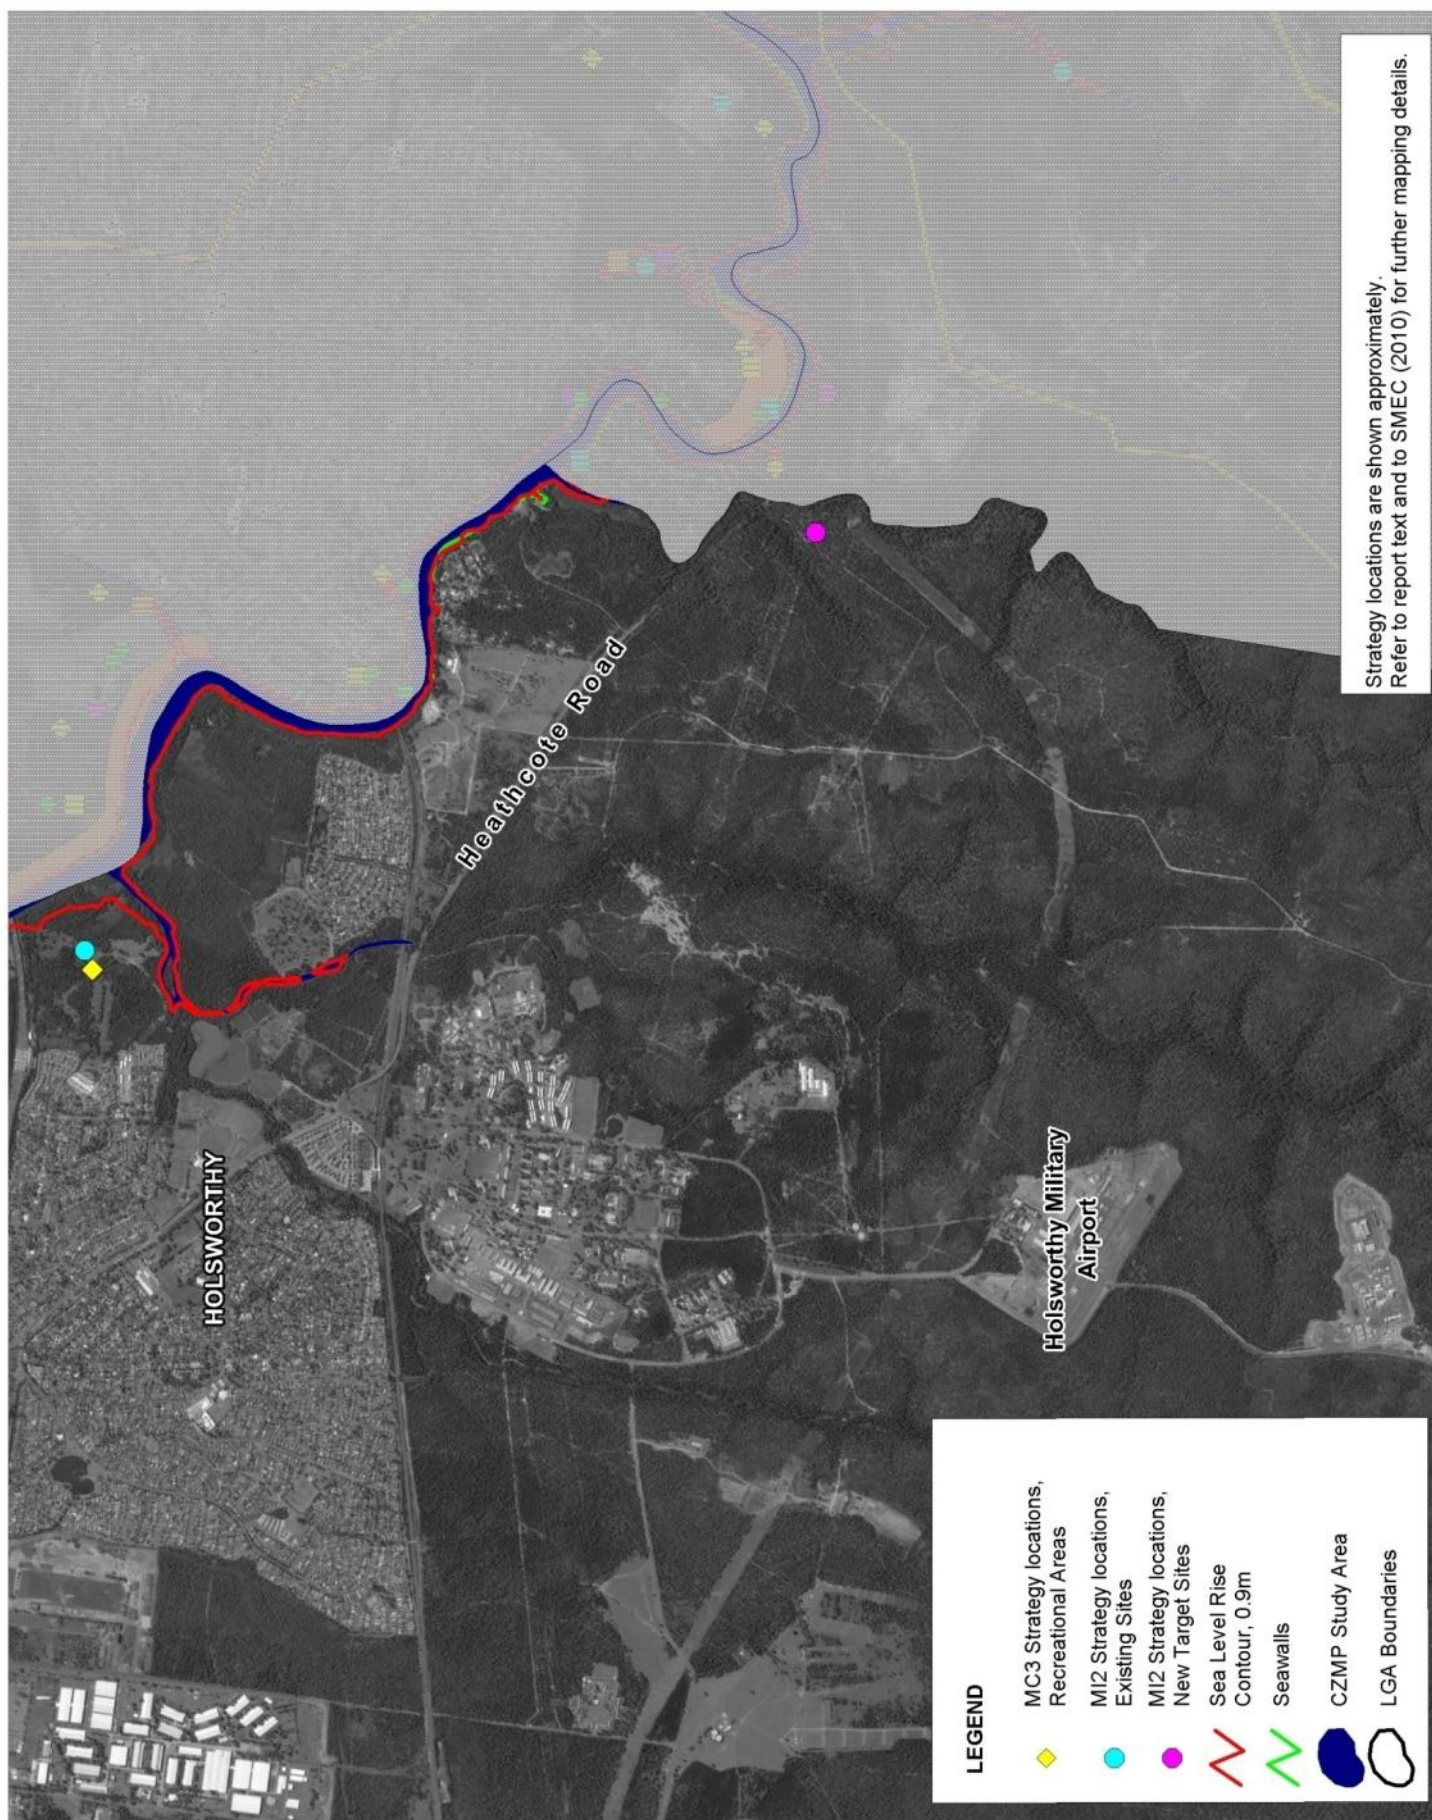 HOLSWORTHY
Heathcote Road
Holsworthy Military
Airport
LEGEND
MC3 Strategy locations,
Recreational Areas
MI2 Strategy locations,
Existing Sites
MI2 Strategy locations,
New Target Sites
Sea Level Rise
Contour, 0.9m
Seawalls
CZMP Study Area
LGA Boundaries
Strategy locations are shown approximately.
Refer to report text and to SMEC (2010) for further mapping details.